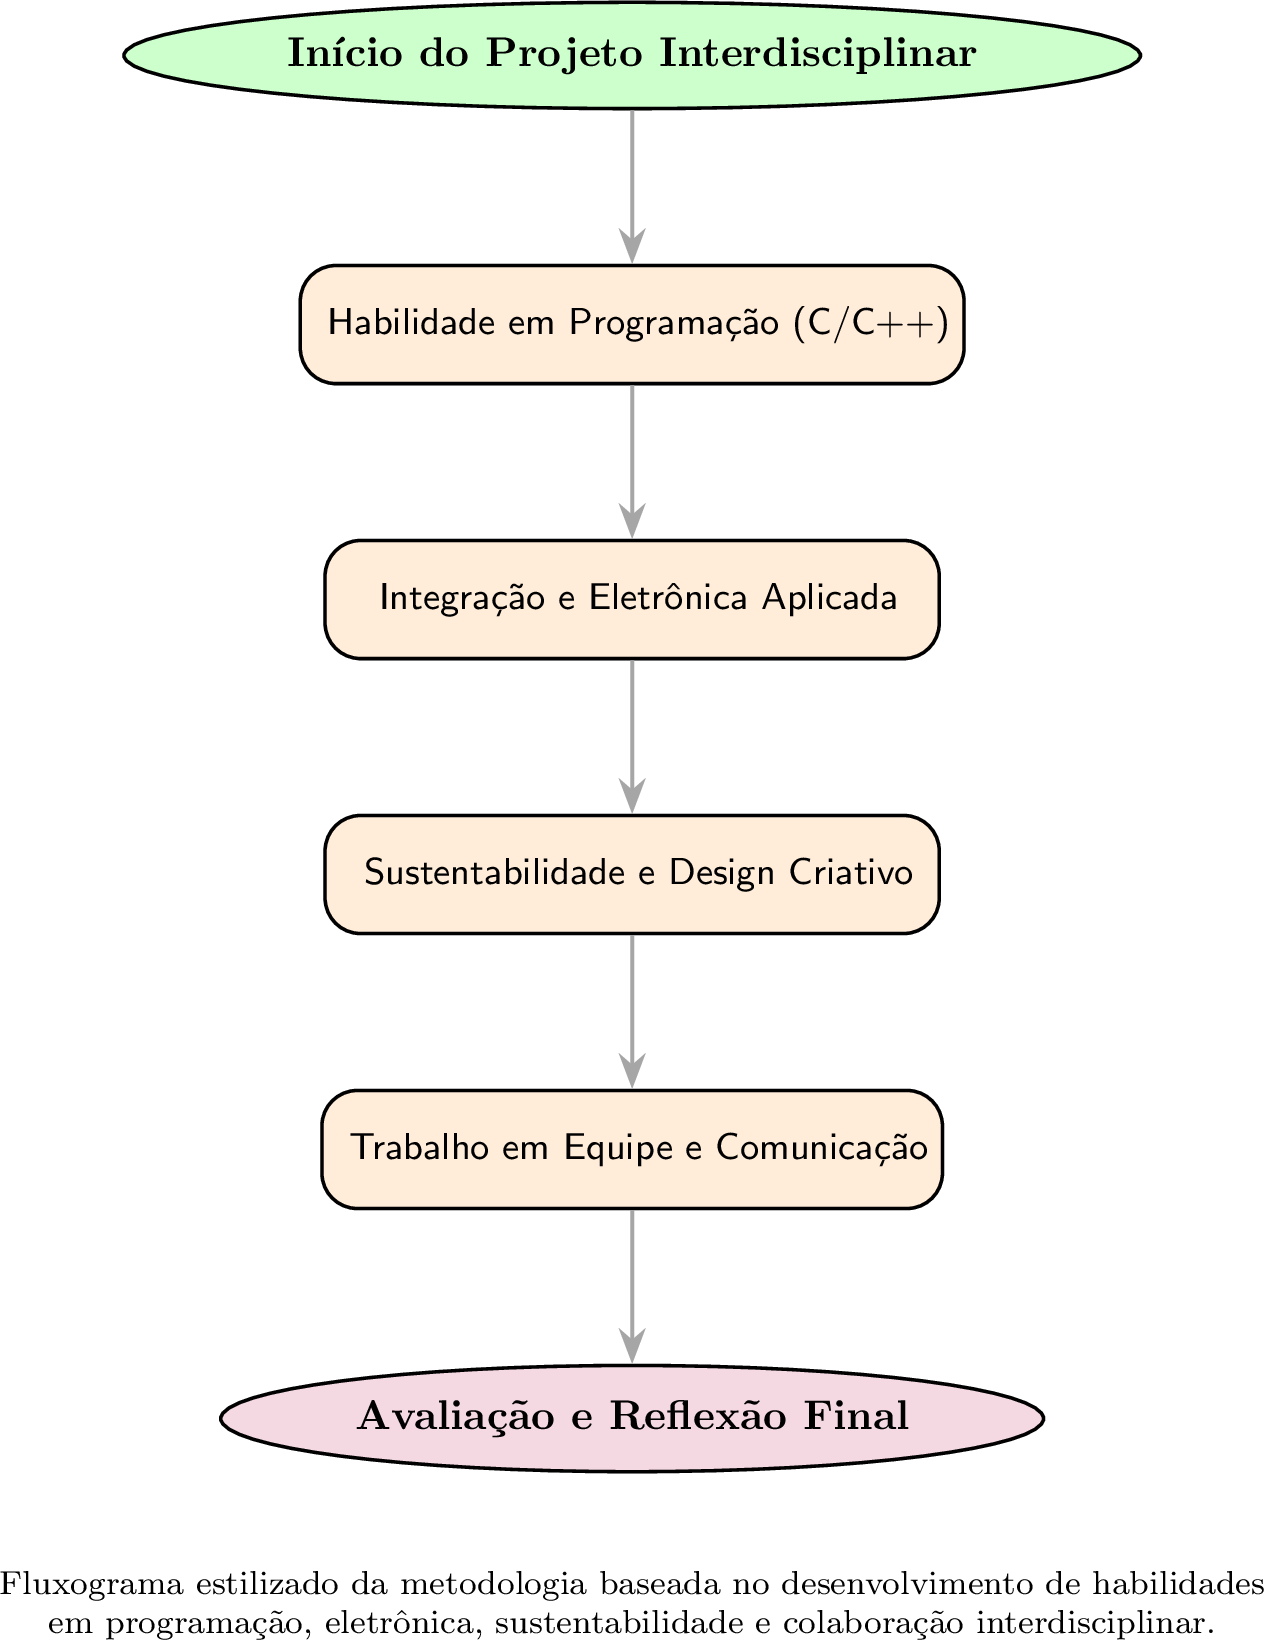 Início do Projeto Interdisciplinar
Habilidade em Programação (C/C++)
Integração e Eletrônica Aplicada
Sustentabilidade e Design Criativo
Trabalho em Equipe e Comunicação
Avaliação e Reflexão Final
Fluxograma estilizado da metodologia baseada no desenvolvimento de habilidades
em programação, eletrônica, sustentabilidade e colaboração interdisciplinar.